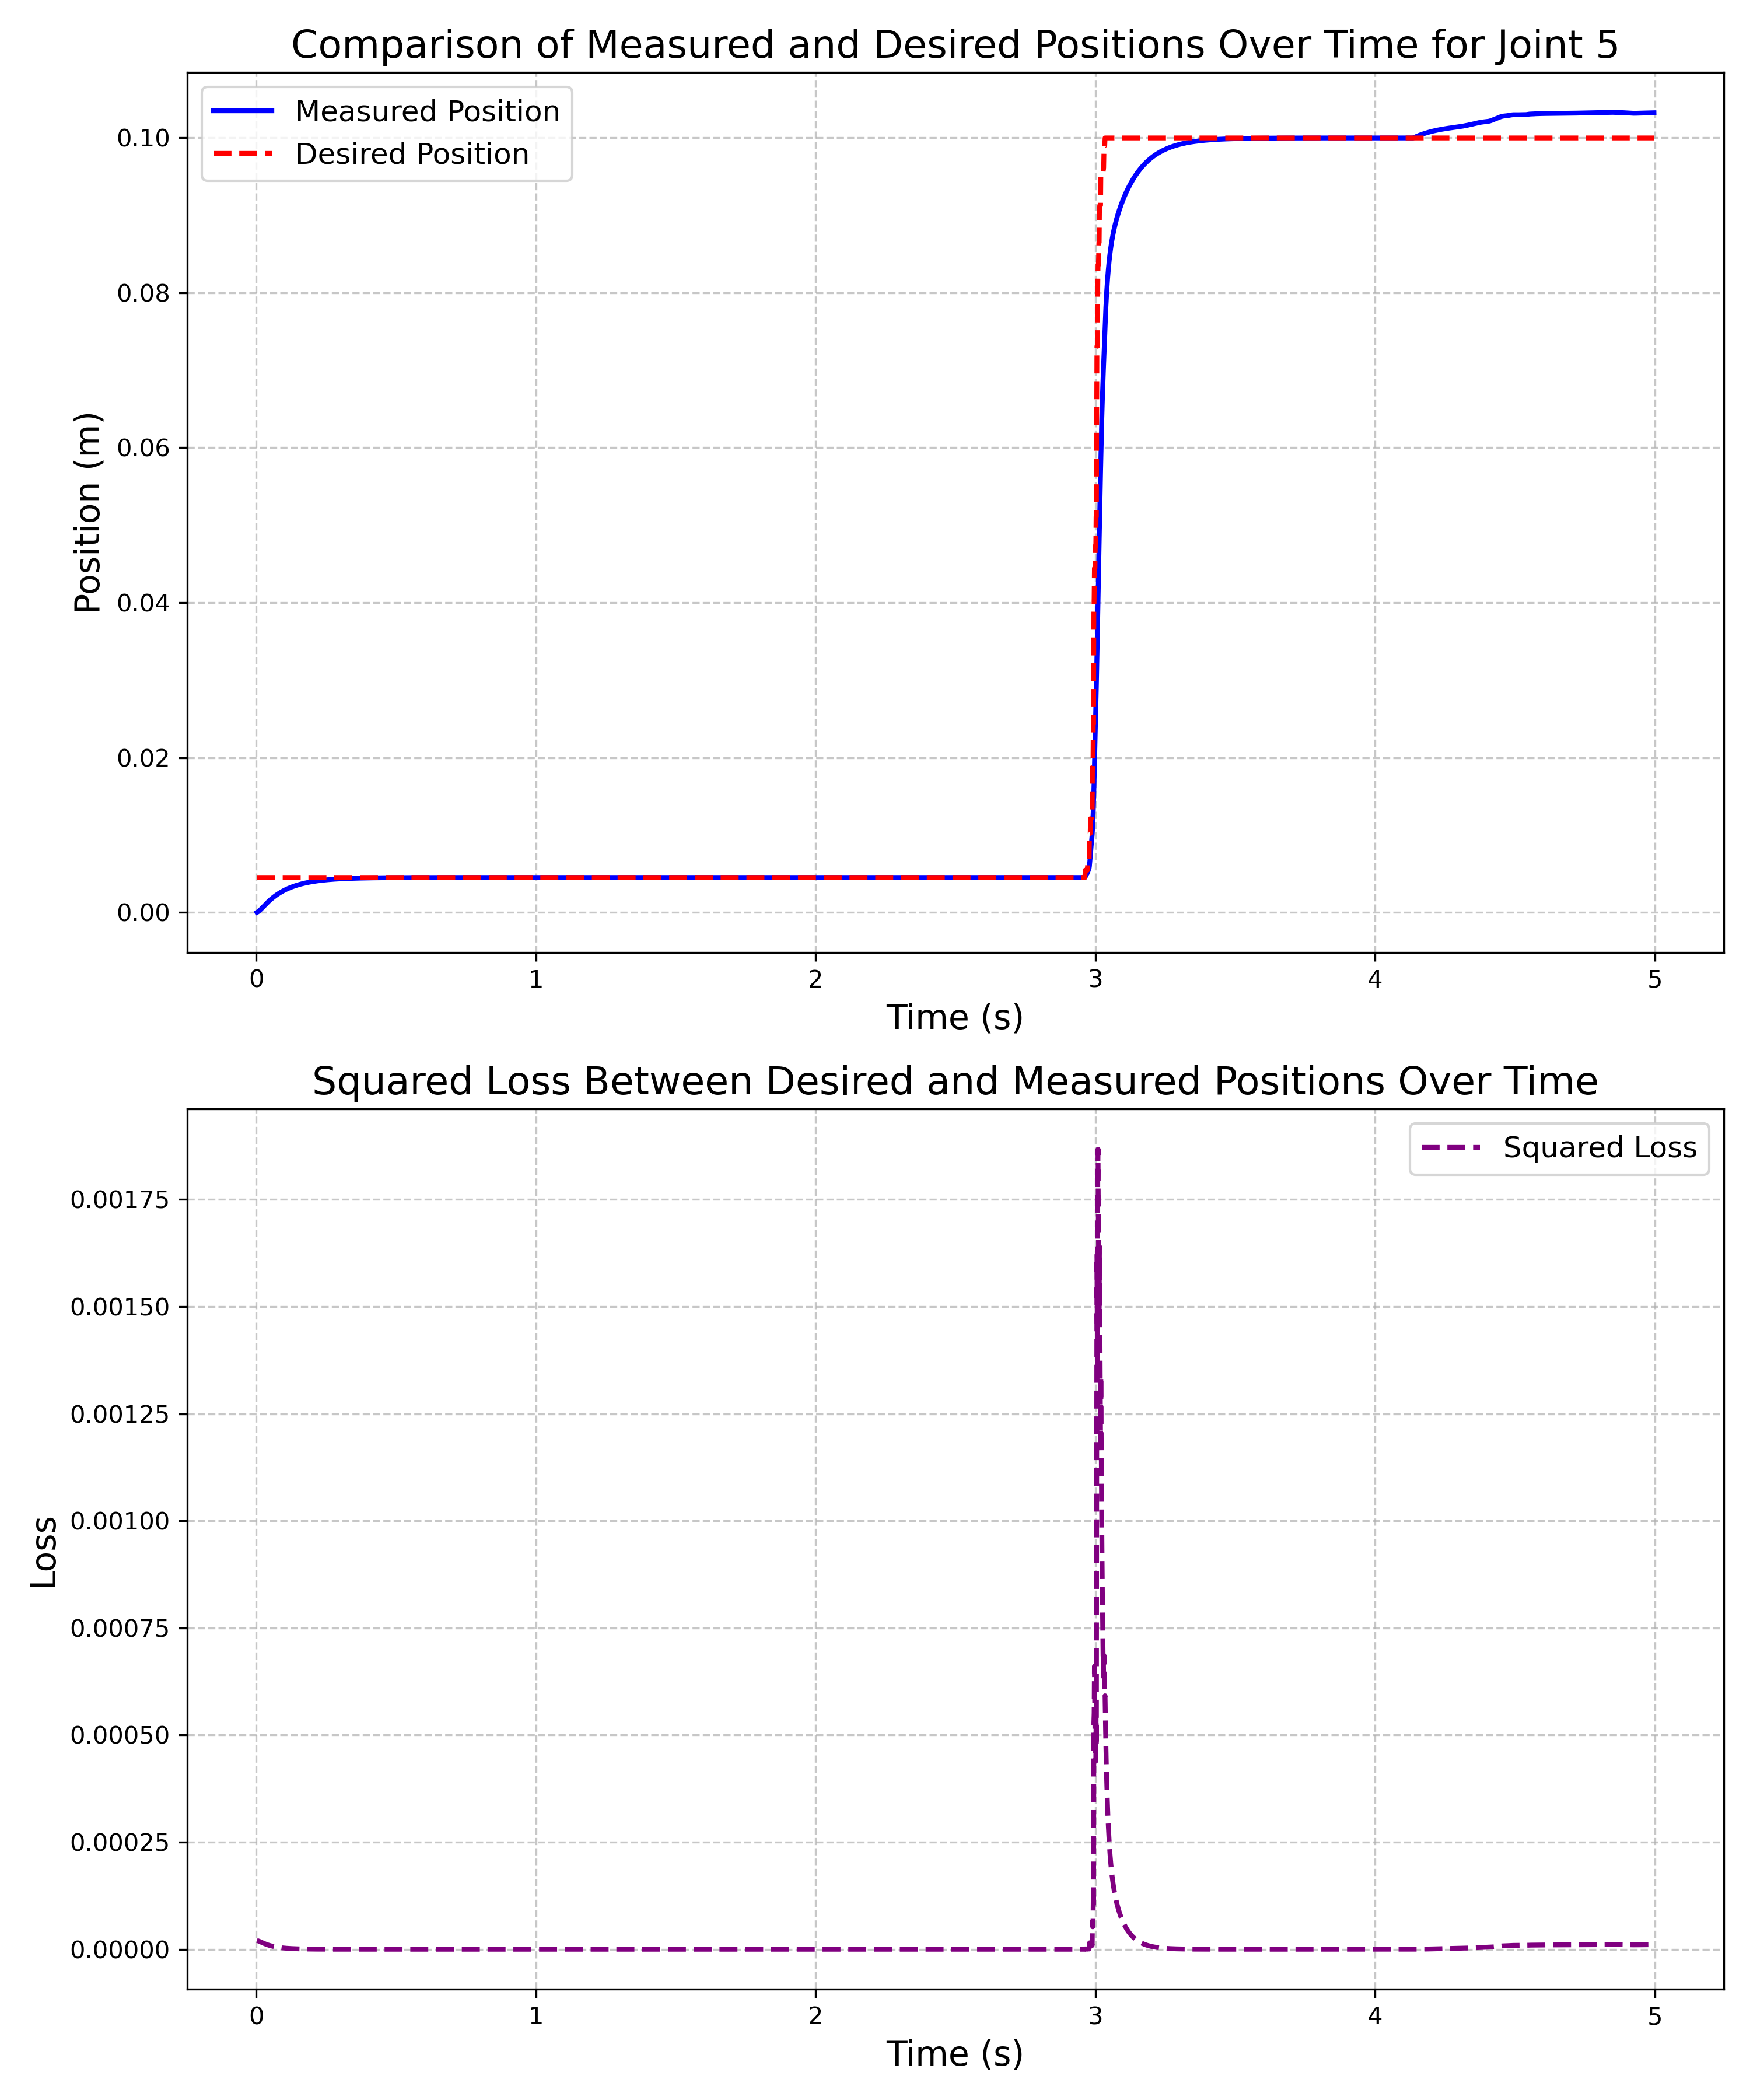 Comparison of Measured and Desired Positions Over Time for Joint 5
Measured Position
Desired Position
0.10
0.08
0.06
0.04
0.02
0.00
Position (m)
0 1 2 3 4 5
Time (s)
Squared Loss Between Desired and Measured Positions Over Time
Squared Loss
0.00175
0.00150
0.00125
0.00100
0.00075
0.00050
0.00025
0.00000
Loss
0 1 2 3 4 5
Time (s)